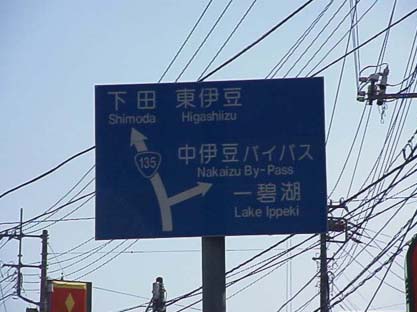 下田 東伊豆
Shimoda Higashiizu
135
中伊豆バイパス
Nakaizu By-Pass
一碧湖
Lake Ippeki